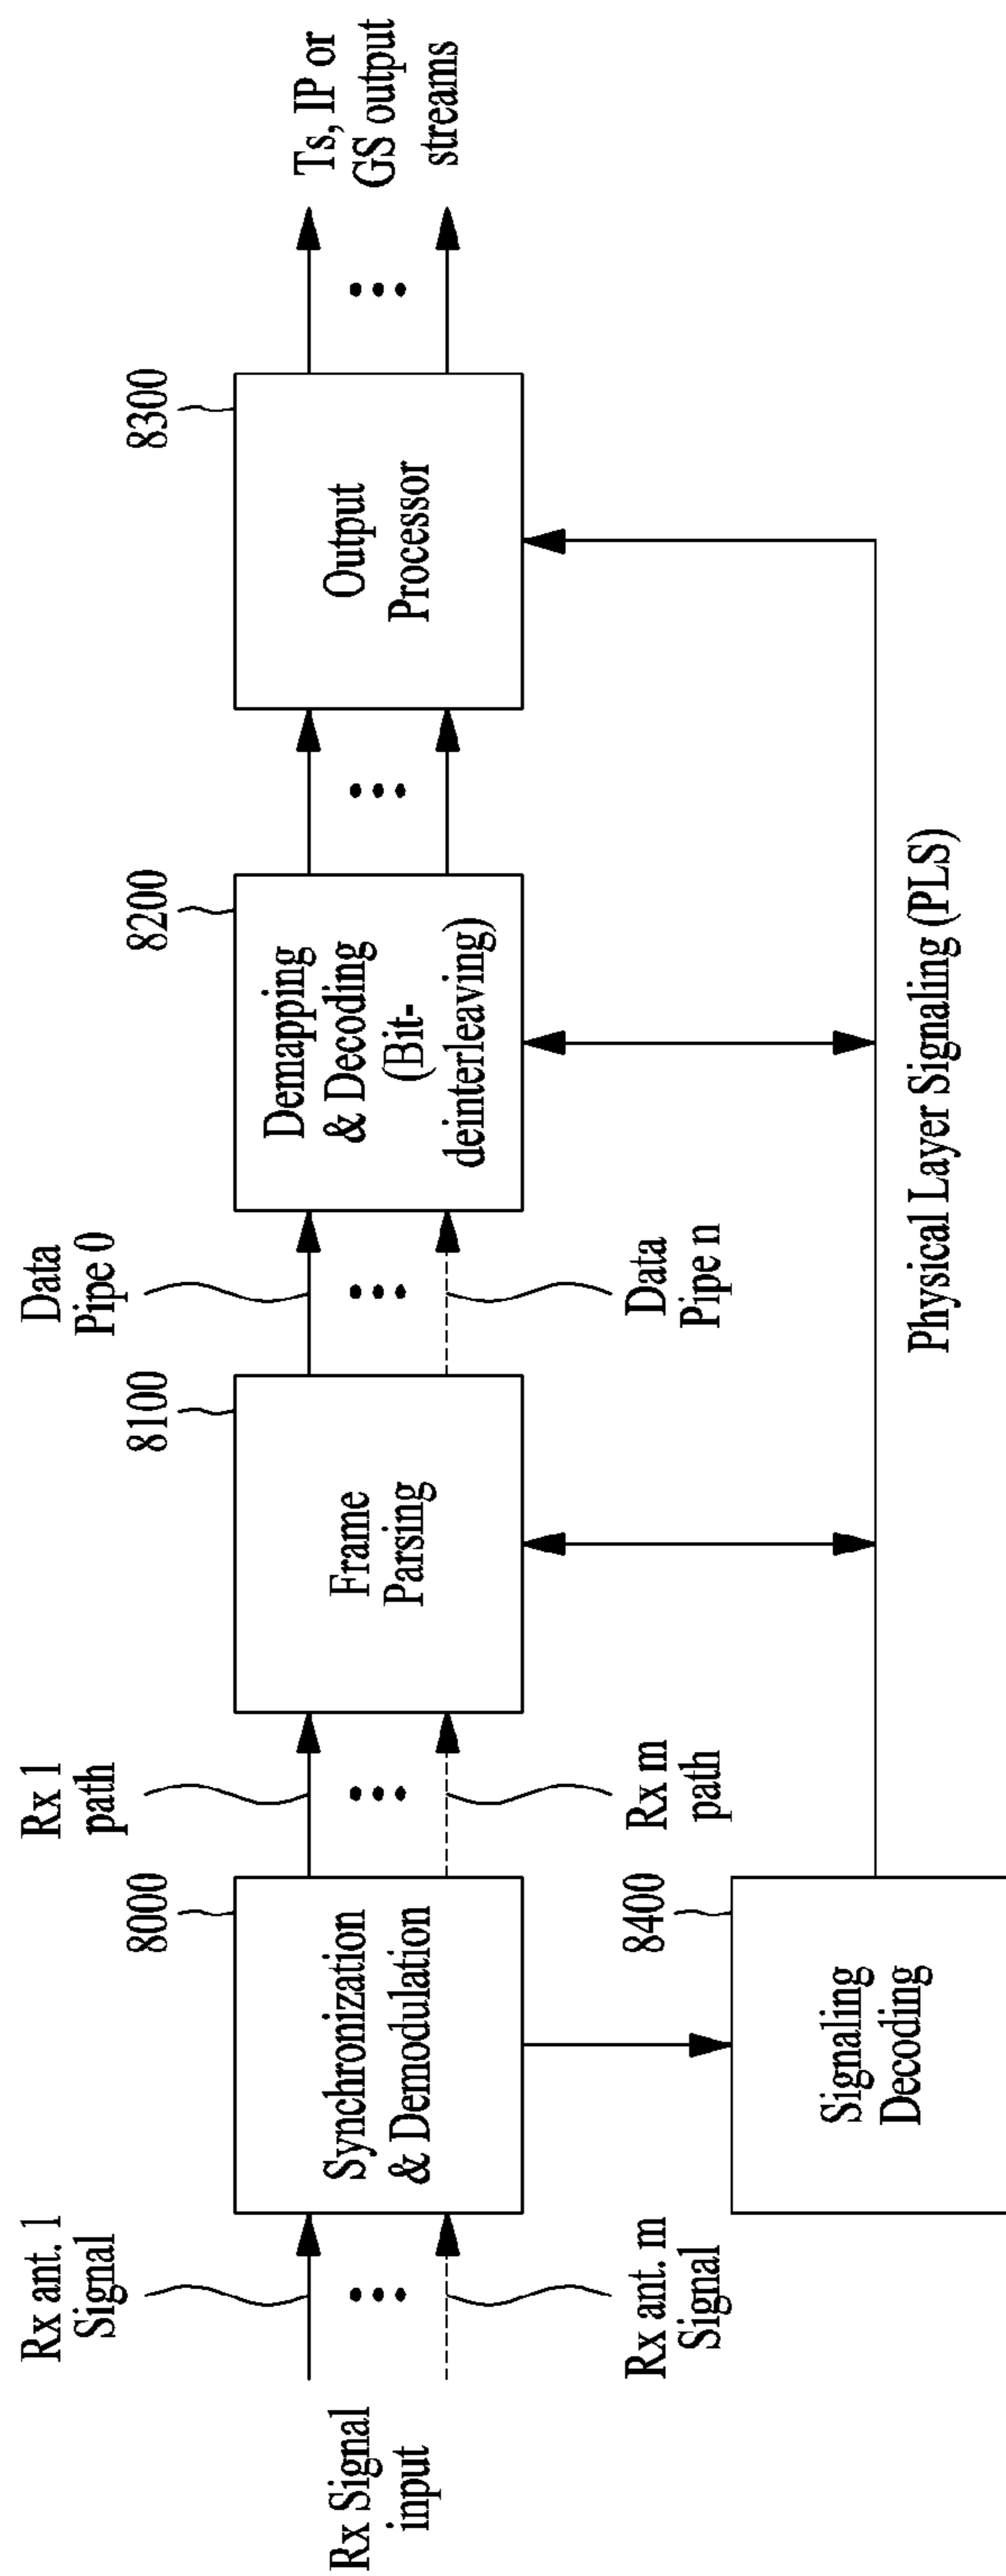 Rx Signal
input
Rx ant. 1
Signal
Rx ant. m
Signal
8000
Synchronization
& Demodulation
Rx 1
path
Rx m
path
8100
Frame
Parsing
Data
Pipe 0
Data
Pipe n
8200
Demapping
& Decoding
(Bit-
deinterleaving)
8300
Output
Processor
Ts, IP or
GS output
streams
8400
Signaling
Decoding
Physical Layer Signaling (PLS)